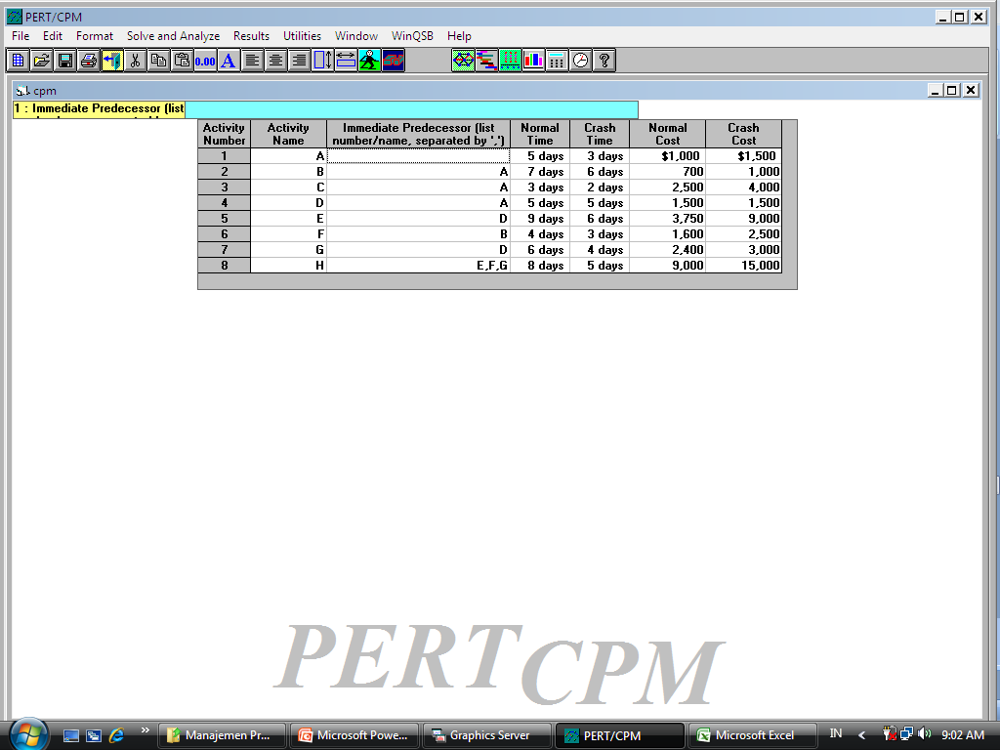 PERT/CPM
File Edit Format Solve and Analyze Results Utilities Window WinQSB Help
0.00 A ?
cpm
1 : Immediate Predecessor (list
Activity Number Activity Name Immediate Predecessor (list number/name, separated by ',') Normal Time Crash Time Normal Cost Crash Cost
1 A 5 days 3 days $1,000 $1,500
2 B A 7 days 6 days 700 1,000
3 C A 3 days 2 days 2,500 4,000
4 D A 5 days 5 days 1,500 1,500
5 E D 9 days 6 days 3,750 9,000
6 F B 4 days 3 days 1,600 2,500
7 G D 6 days 4 days 2,400 3,000
8 H E,F,G 8 days 5 days 9,000 15,000
PERT CPM
» Manajemen Pr... Microsoft Powe... Graphics Server PERT/CPM Microsoft Excel IN < 9:02 AM